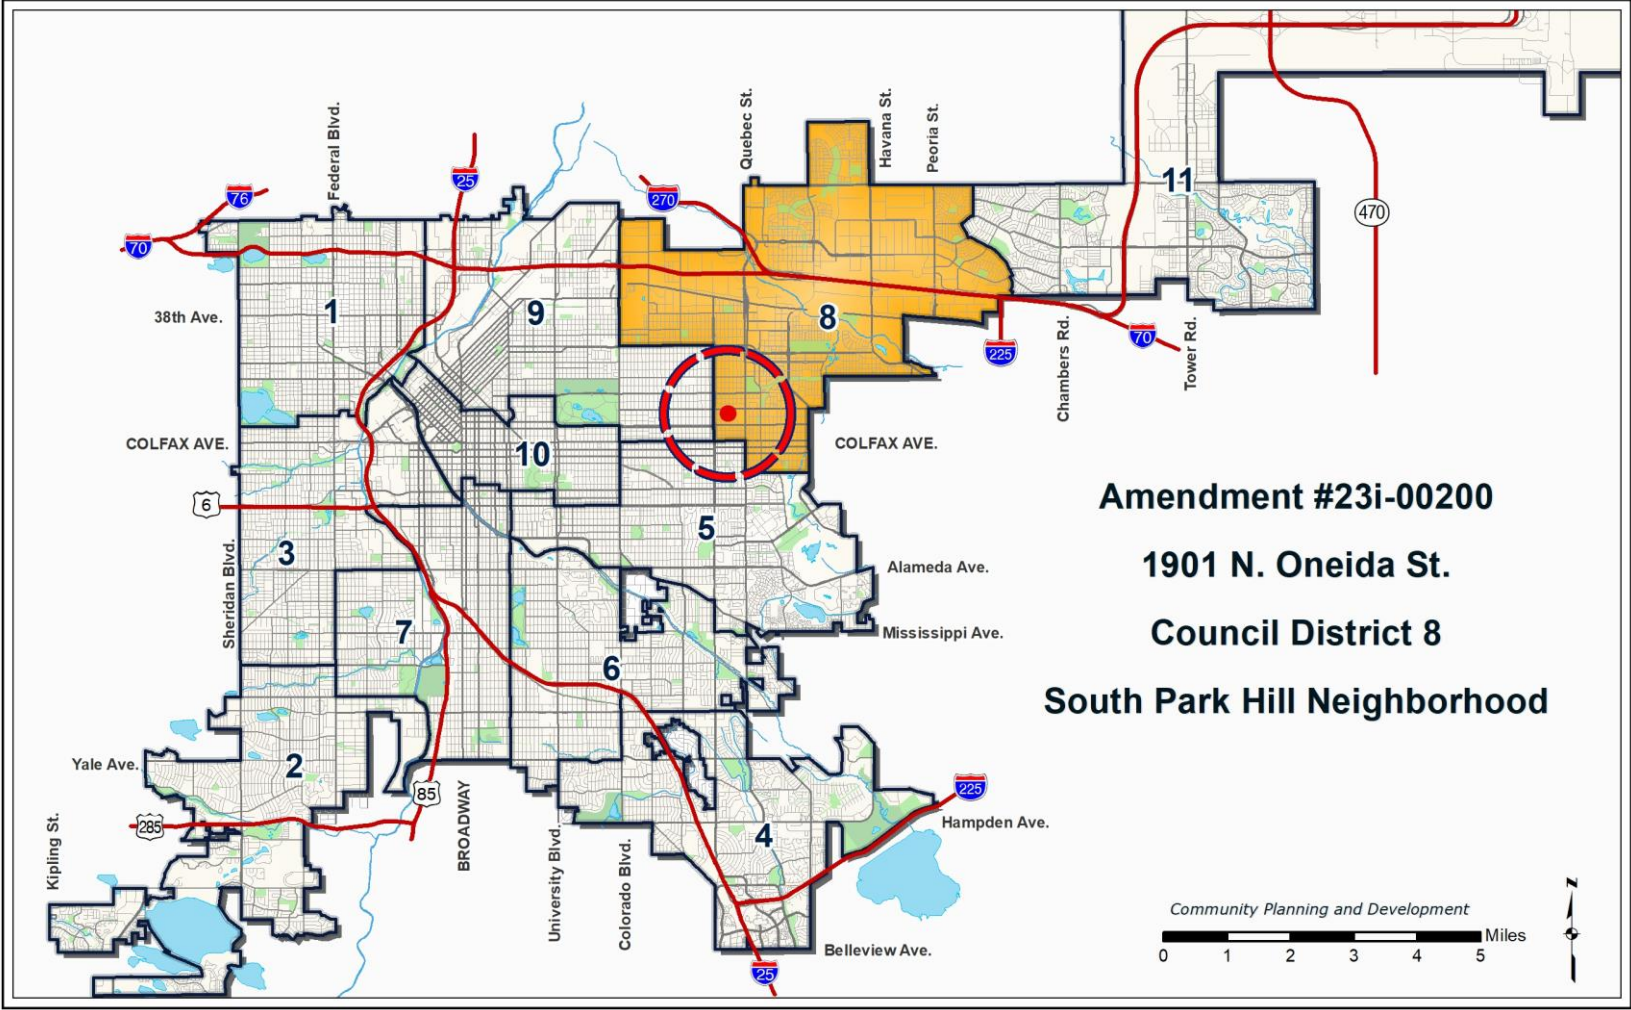 Federal Blvd.
Quebec St.
Havana St.
Peoria St.
76
25
270
70
11
470
38th Ave.
1
9
8
225
70
Chambers Rd.
Tower Rd.
COLFAX AVE.
10
COLFAX AVE.
6
Sheridan Blvd.
3
5
Amendment #23i-00200
1901 N. Oneida St.
Council District 8
South Park Hill Neighborhood
Alameda Ave.
7
Mississippi Ave.
6
Yale Ave.
2
85
285
BROADWAY
225
Hampden Ave.
4
Kipling St.
University Blvd.
Colorado Blvd.
Belleview Ave.
25
Community Planning and Development
Miles
0 1 2 3 4 5
N